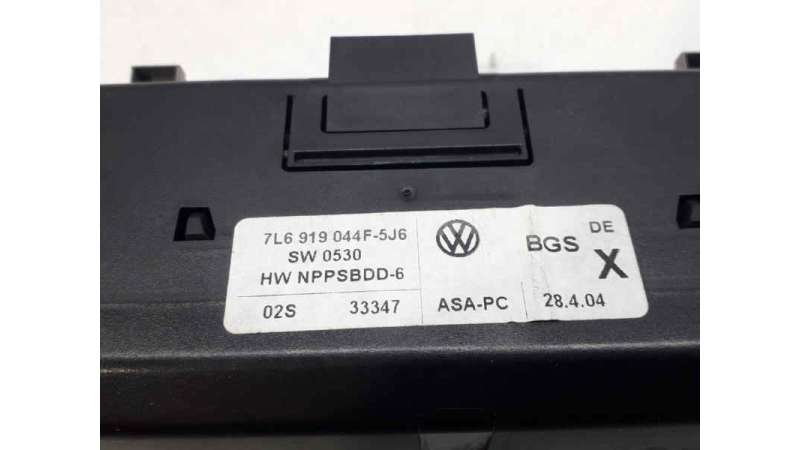 7L6 919 044F-5J6
SW 0530
HW NPPSBDD-6
02S 33347
ASA-PC
BGS
DE
X
28.4.04